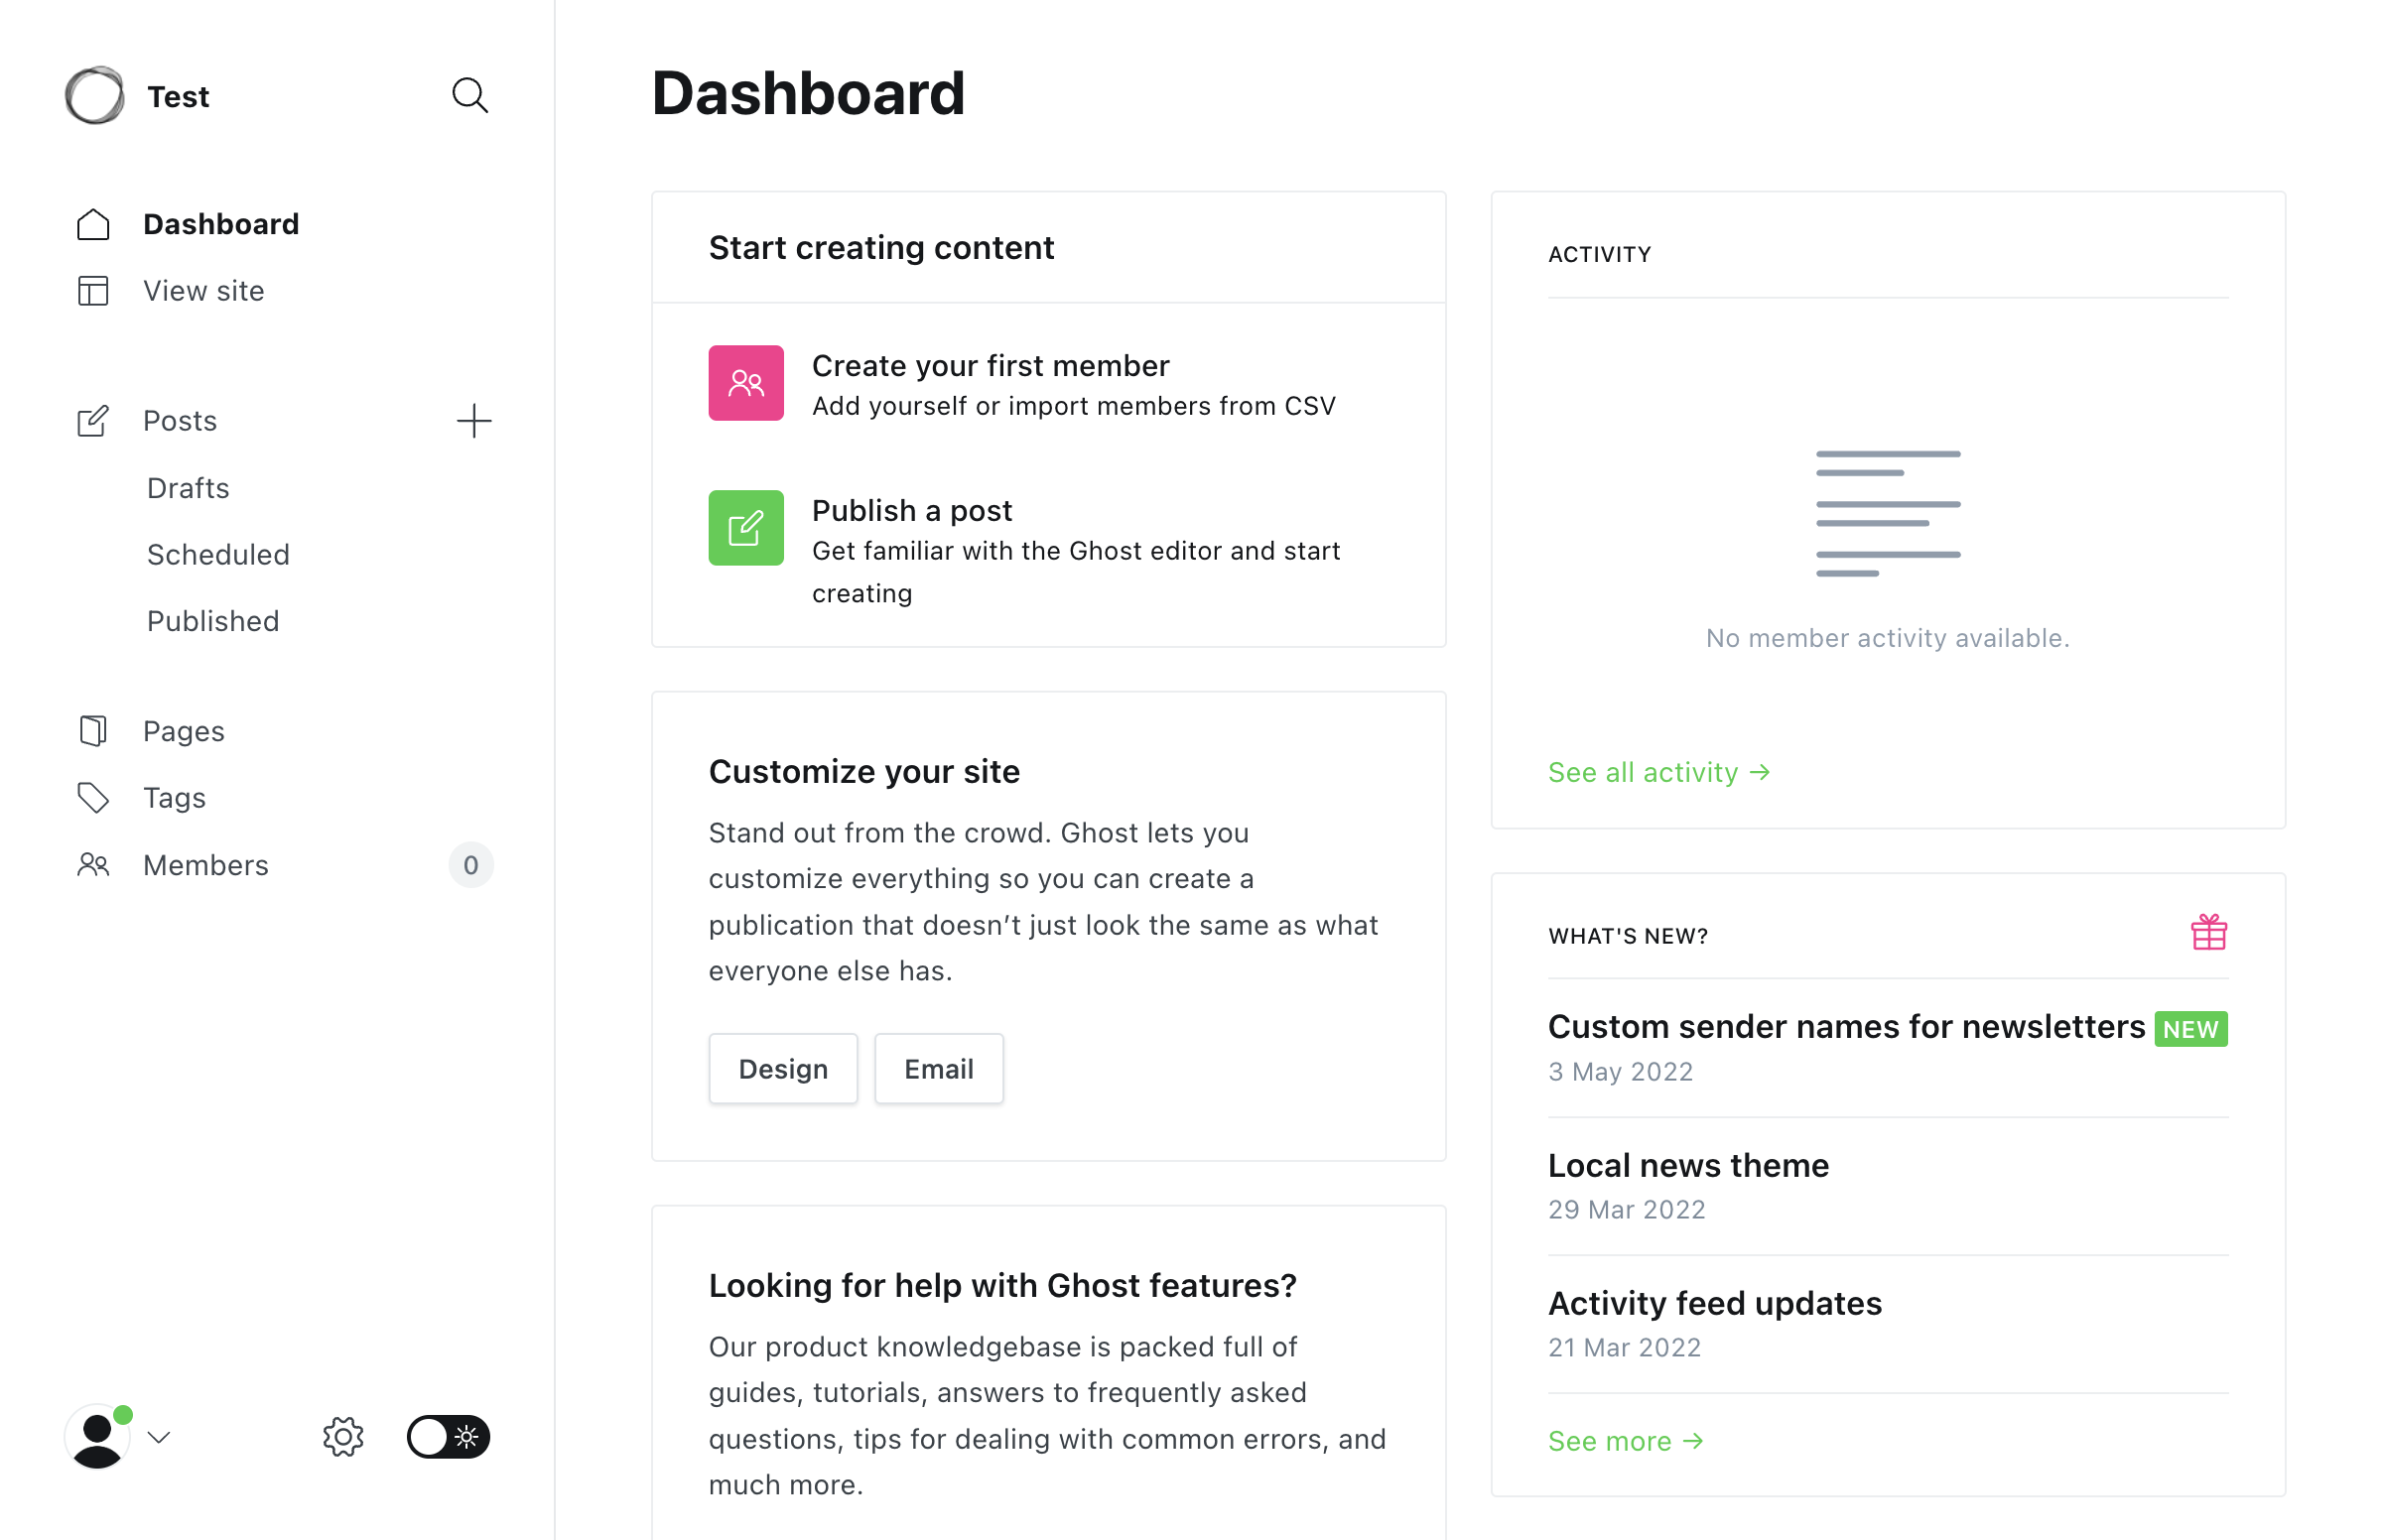 Test
Dashboard
View site
Posts
Drafts
Scheduled
Published
Pages
Tags
Members
0
Dashboard
Start creating content
Create your first member
Add yourself or import members from CSV
Publish a post
Get familiar with the Ghost editor and start
creating
Customize your site
Stand out from the crowd. Ghost lets you
customize everything so you can create a
publication that doesn’t just look the same as what
everyone else has.
Design
Email
Looking for help with Ghost features?
Our product knowledgebase is packed full of
guides, tutorials, answers to frequently asked
questions, tips for dealing with common errors, and
much more.
ACTIVITY
No member activity available.
See all activity →
WHAT'S NEW?
Custom sender names for newsletters NEW
3 May 2022
Local news theme
29 Mar 2022
Activity feed updates
21 Mar 2022
See more →